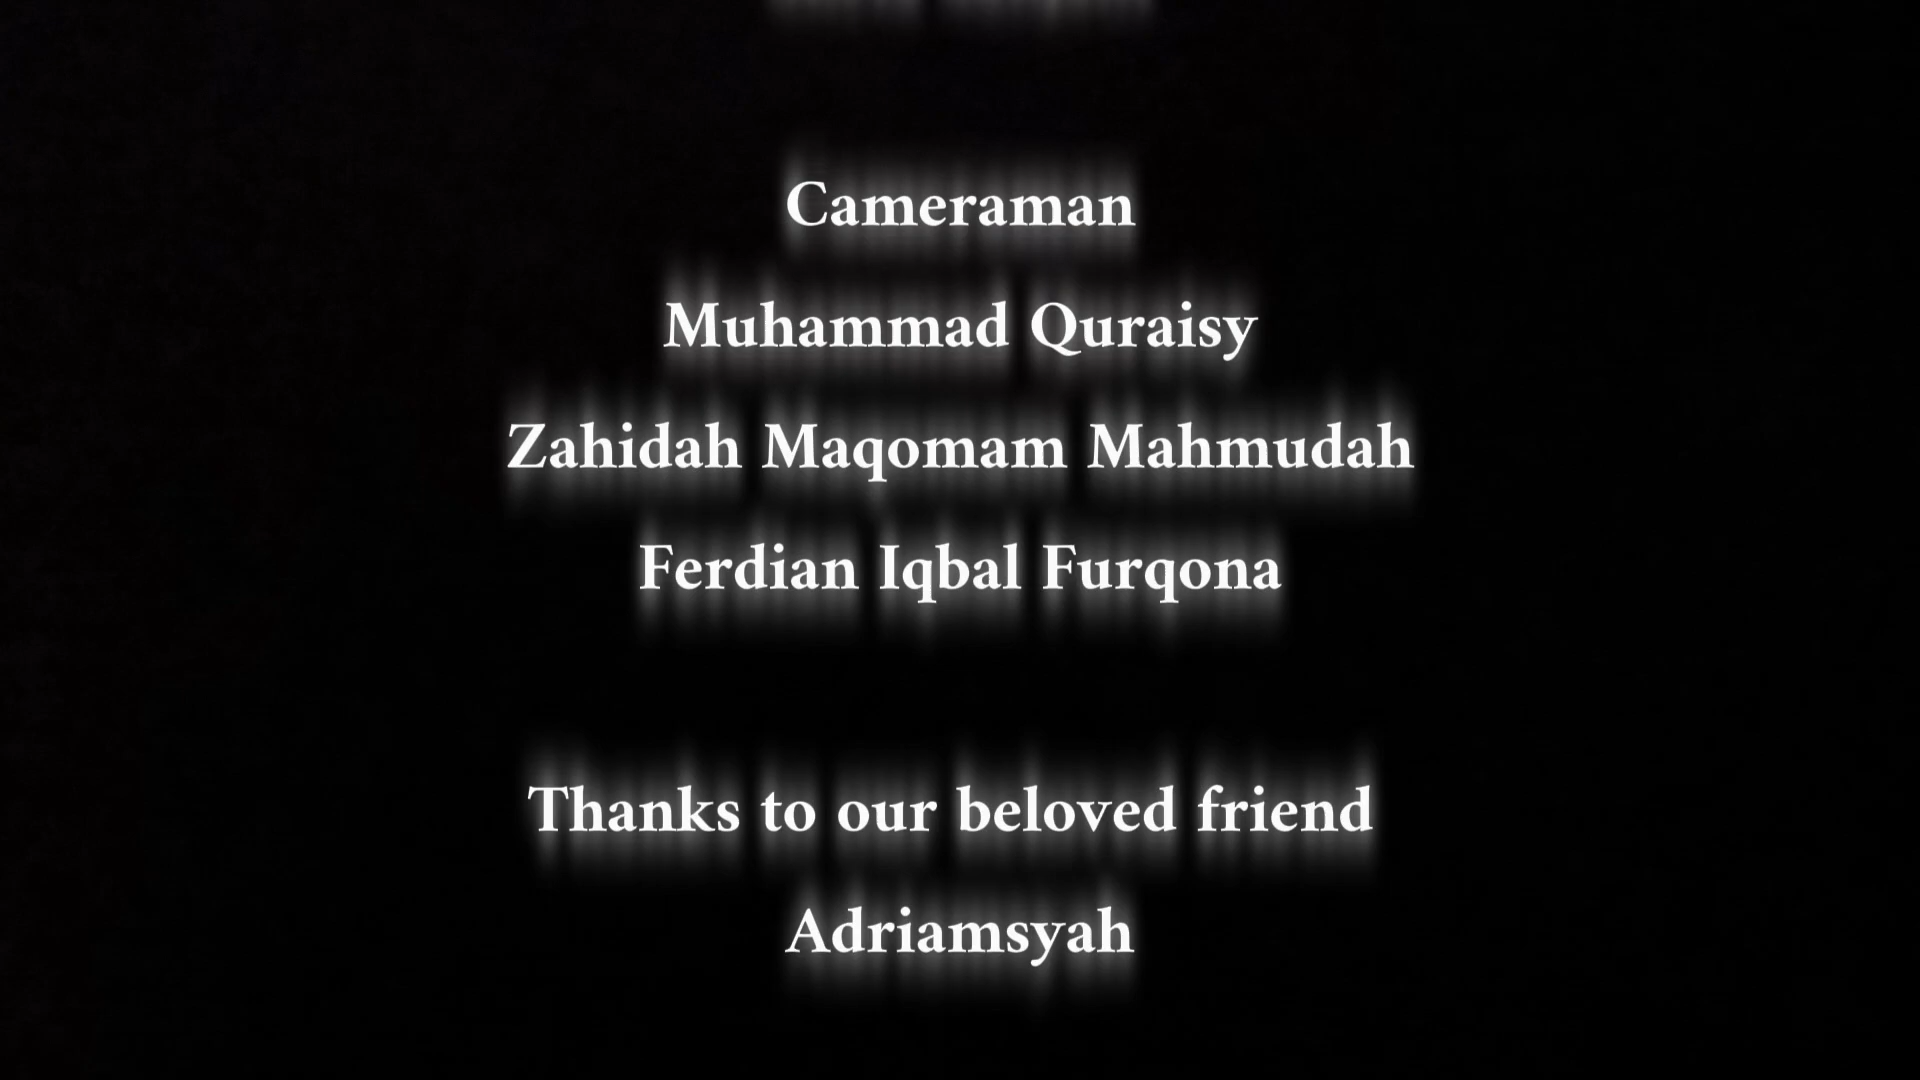 Cameraman
Muhammad Quraisy
Zahidah Maqomam Mahmudah
Ferdian Iqbal Furqona
Thanks to our beloved friend
Adriamsyah